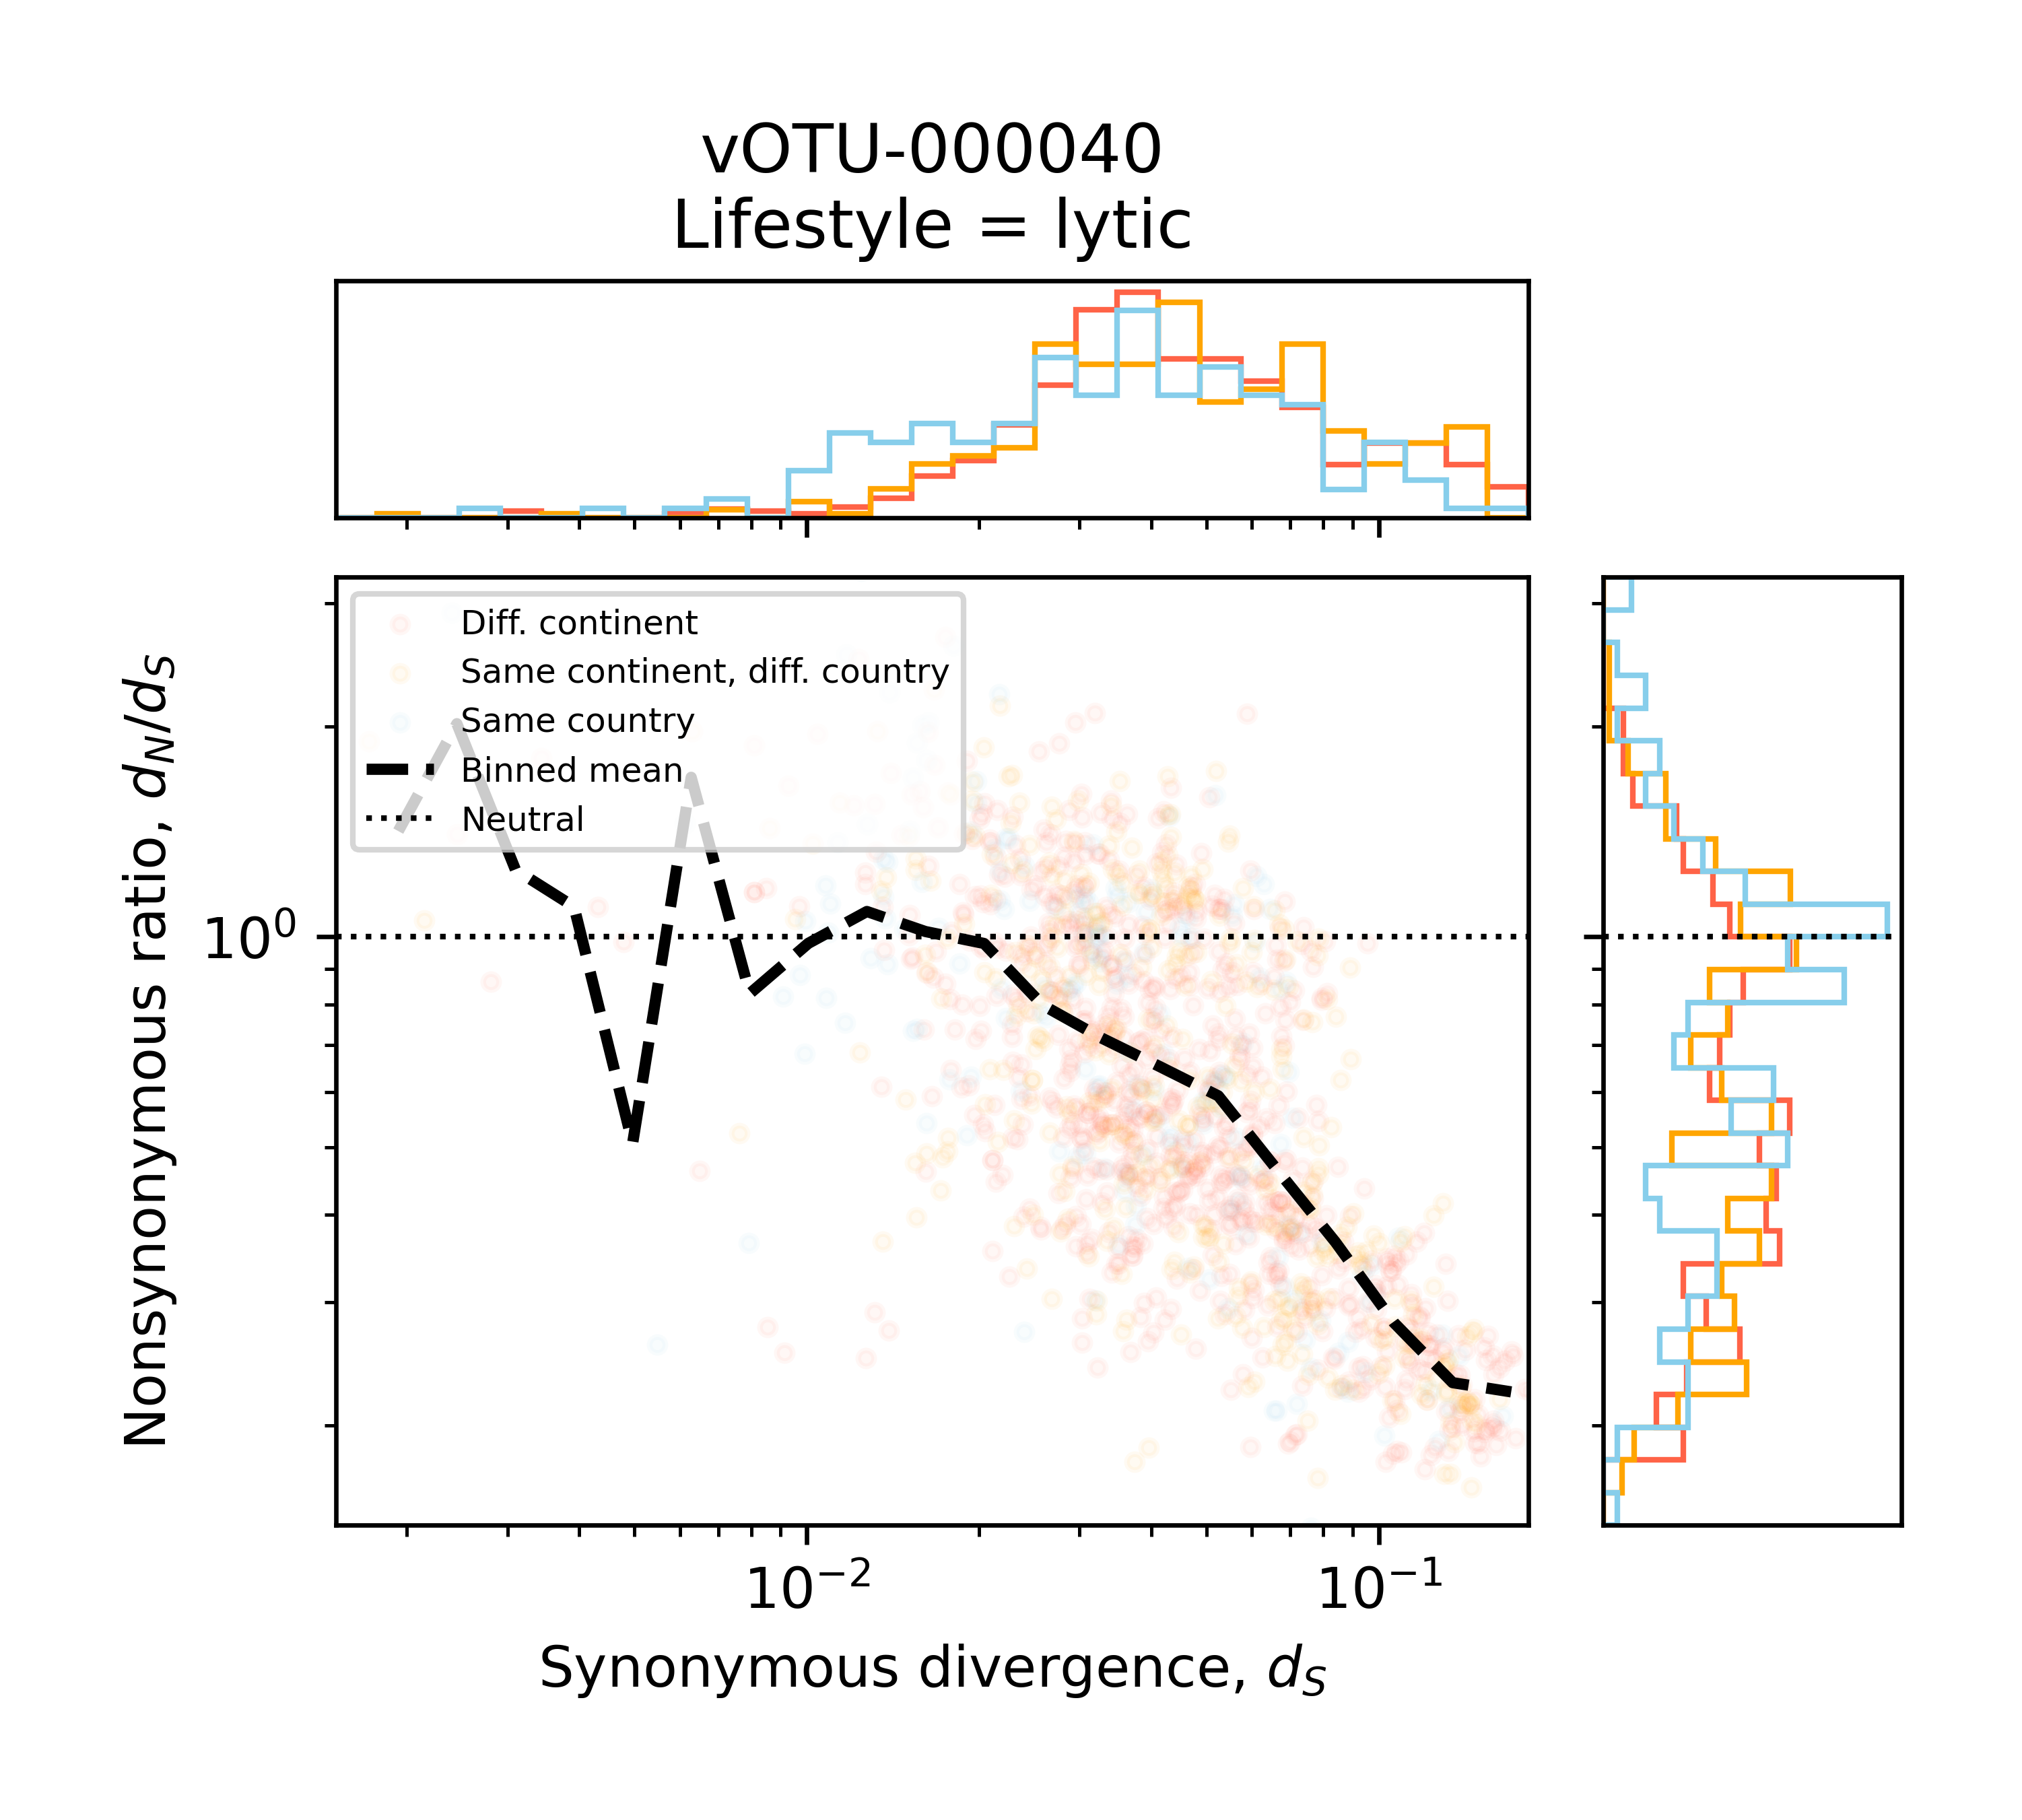 vOTU-000040
Lifestyle = lytic
Nonsynonymous ratio, d_N/d_S
Diff. continent
Same continent, diff. country
Same country
Binned mean
Neutral
10^0
10^−2
10^−1
Synonymous divergence, d_S